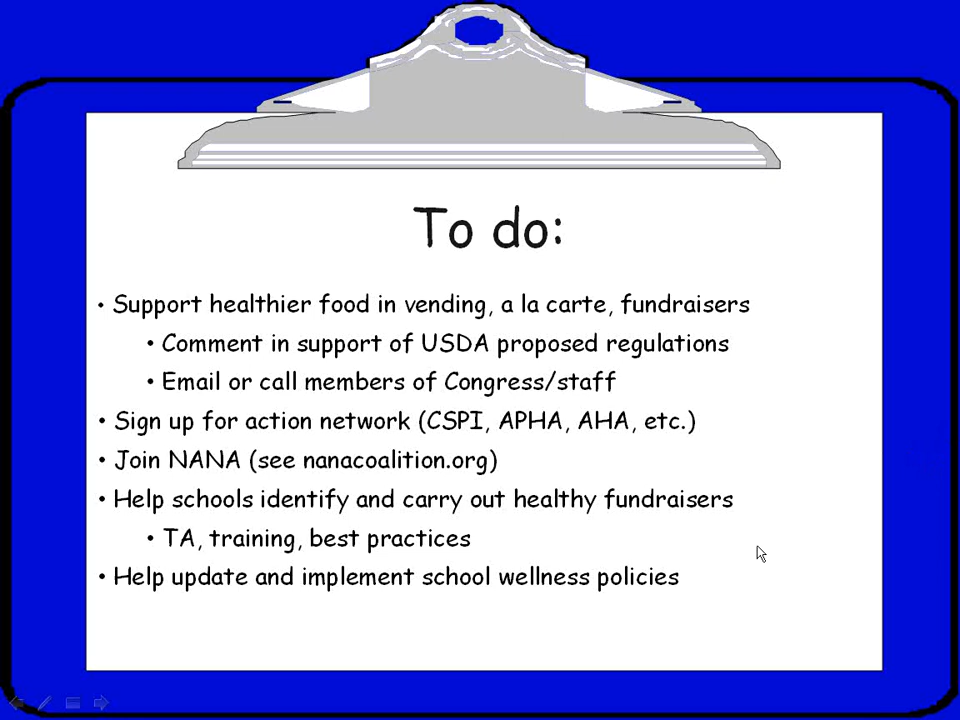 To do:
• Support healthier food in vending, a la carte, fundraisers
• Comment in support of USDA proposed regulations
• Email or call members of Congress/staff
• Sign up for action network (CSPI, APHA, AHA, etc.)
• Join NANA (see nanacoalition.org)
• Help schools identify and carry out healthy fundraisers
• TA, training, best practices
• Help update and implement school wellness policies